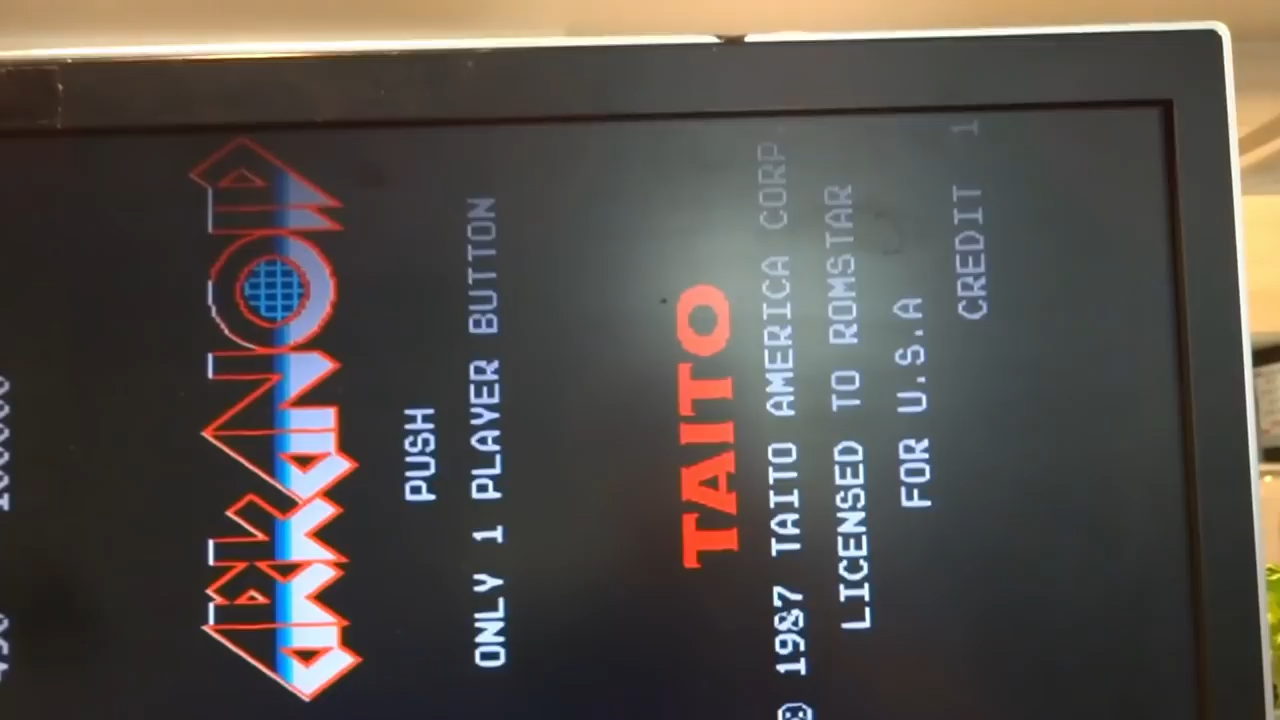 ARKANOID
PUSH
ONLY 1 PLAYER BUTTON
TAITO
© 1987 TAITO AMERICA CORP
LICENSED TO ROMSTAR
FOR U.S.A
CREDIT 1